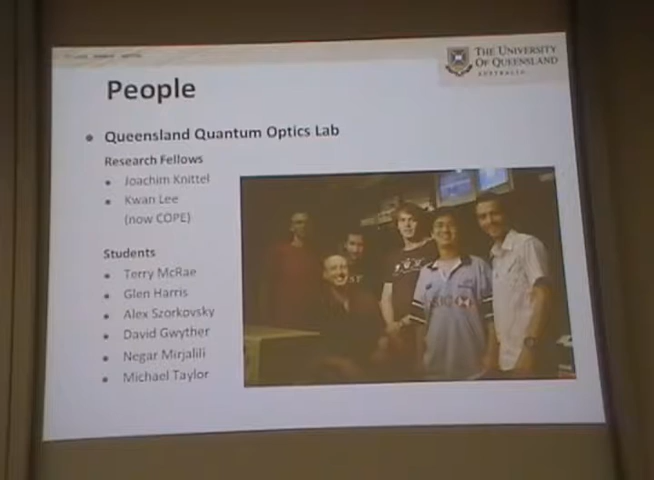 THE UNIVERSITY
OF QUEENSLAND
AUSTRALIA
People
Queensland Quantum Optics Lab
Research Fellows
Joachim Knittel
Kwan Lee
(now COPE)
Students
Terry McRae
Glen Harris
Alex Szorkovsky
David Gwyther
Negar Mirjalili
Michael Taylor